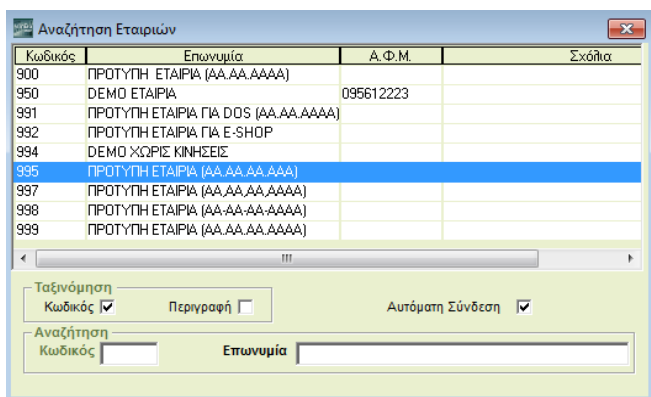 Αναζήτηση Εταιριών
Κωδικός Επωνυμία Α.Φ.Μ. Σχόλια
900 ΠΡΟΤΥΠΗ ΕΤΑΙΡΙΑ (ΑΑ.ΑΑ.ΑΑΑΑ)
950 DEMO ΕΤΑΙΡΙΑ 095612223
991 ΠΡΟΤΥΠΗ ΕΤΑΙΡΙΑ ΓΙΑ DOS (ΑΑ.ΑΑ.ΑΑΑΑ)
992 ΠΡΟΤΥΠΗ ΕΤΑΙΡΙΑ ΓΙΑ E-SHOP
994 DEMO ΧΩΡΙΣ ΚΙΝΗΣΕΙΣ
995 ΠΡΟΤΥΠΗ ΕΤΑΙΡΙΑ (ΑΑ.ΑΑ.ΑΑ.ΑΑΑ)
997 ΠΡΟΤΥΠΗ ΕΤΑΙΡΙΑ (ΑΑ,ΑΑ,ΑΑ,ΑΑΑΑ)
998 ΠΡΟΤΥΠΗ ΕΤΑΙΡΙΑ (ΑΑ-ΑΑ-ΑΑ-ΑΑΑΑ)
999 ΠΡΟΤΥΠΗ ΕΤΑΙΡΙΑ (ΑΑ.ΑΑ.ΑΑ.ΑΑΑΑ)
Ταξινόμηση
Κωδικός Περιγραφή Αυτόματη Σύνδεση
Αναζήτηση
Κωδικός Επωνυμία